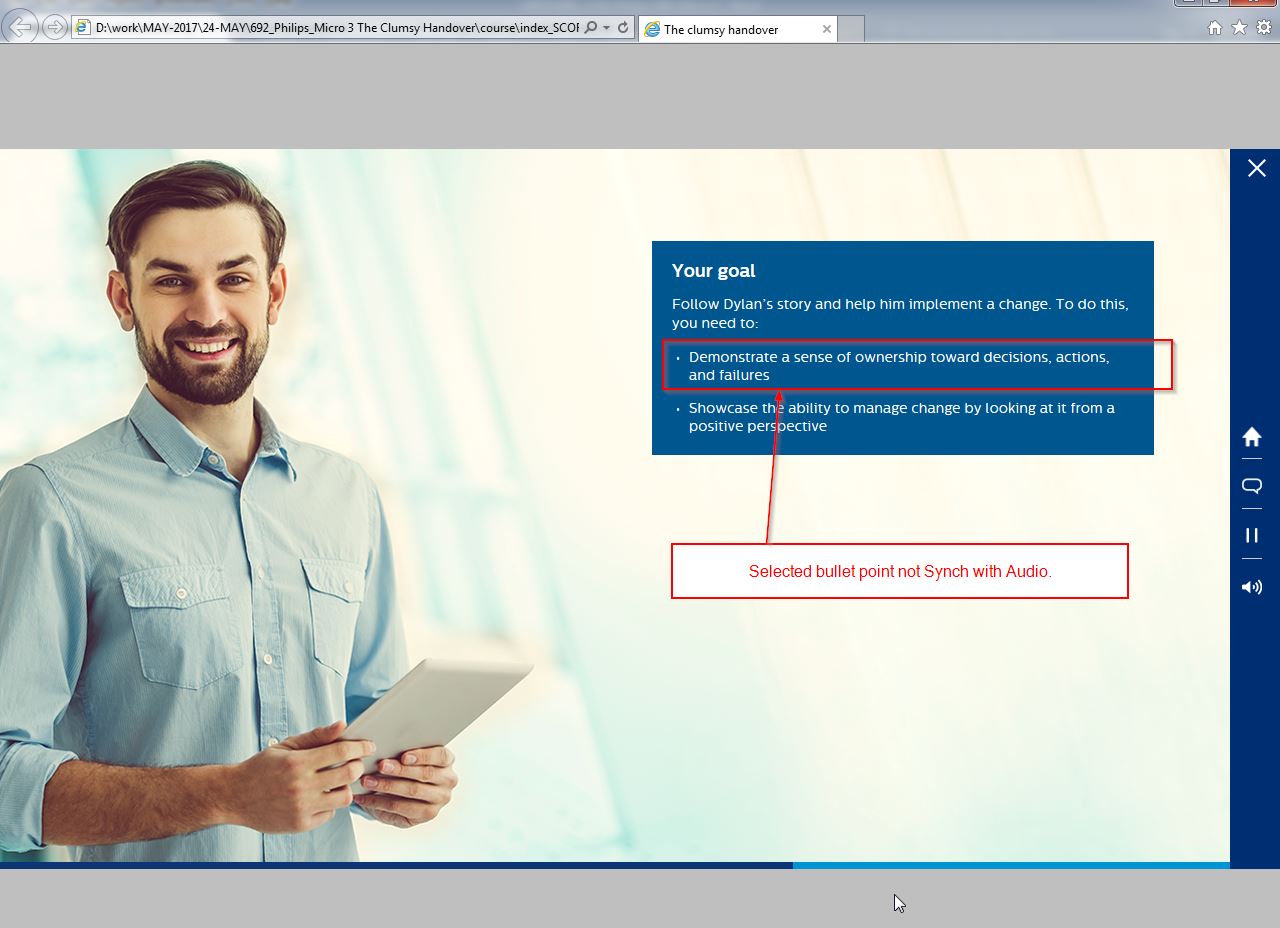 D:\work\MAY-2017\24-MAY\692_Philips_Micro 3 The Clumsy Handover\course\index_SCO
The clumsy handover
Your goal
Follow Dylan's story and help him implement a change. To do this,
you need to:
• Demonstrate a sense of ownership toward decisions, actions,
and failures
• Showcase the ability to manage change by looking at it from a
positive perspective
Selected bullet point not Synch with Audio.